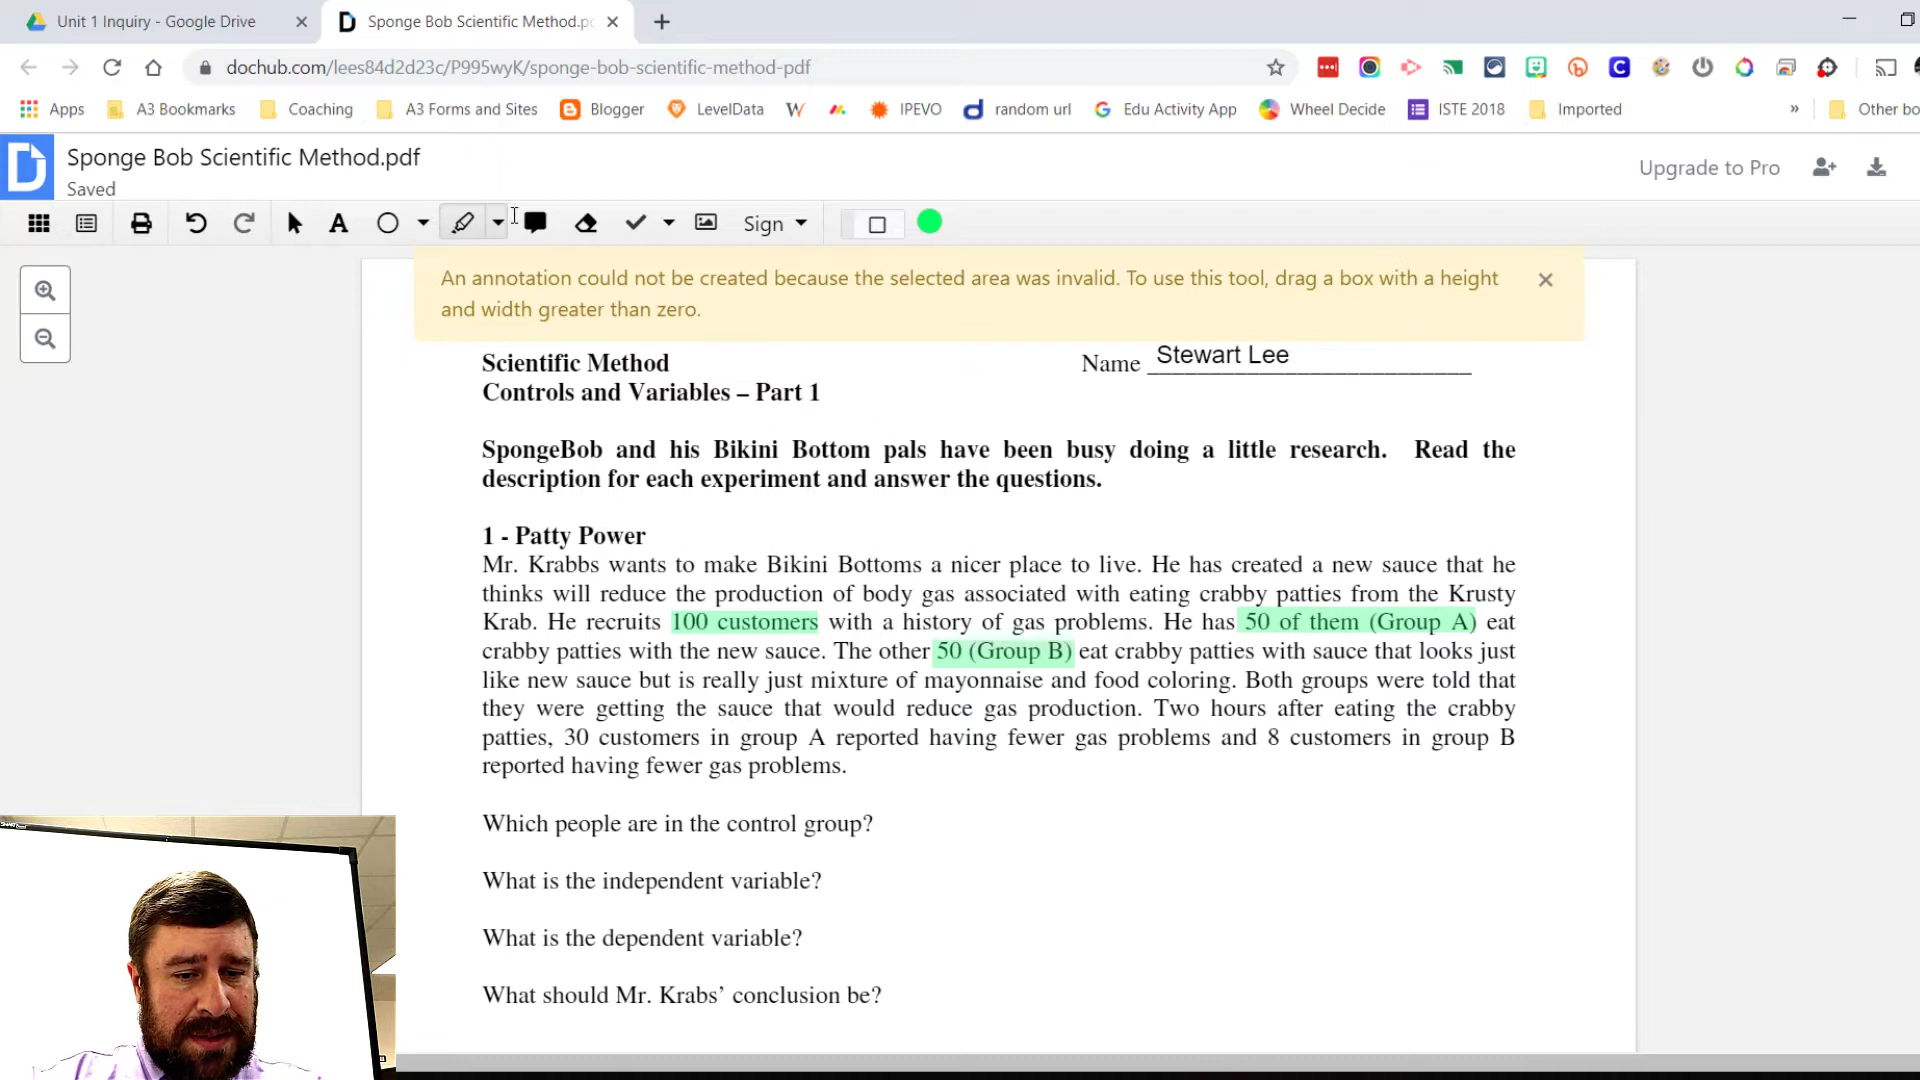 Unit 1 Inquiry - Google Drive
Sponge Bob Scientific Method.pd
dochub.com/lees84d2d23c/P995wyK/sponge-bob-scientific-method-pdf
Apps A3 Bookmarks Coaching A3 Forms and Sites Blogger LevelData IPEVO random url Edu Activity App Wheel Decide ISTE 2018 Imported » Other bo
Sponge Bob Scientific Method.pdf
Upgrade to Pro
Saved
A Sign
An annotation could not be created because the selected area was invalid. To use this tool, drag a box with a height
and width greater than zero.
Scientific Method Name Stewart Lee
Controls and Variables – Part 1
SpongeBob and his Bikini Bottom pals have been busy doing a little research. Read the
description for each experiment and answer the questions.
1 - Patty Power
Mr. Krabbs wants to make Bikini Bottoms a nicer place to live. He has created a new sauce that he
thinks will reduce the production of body gas associated with eating crabby patties from the Krusty
Krab. He recruits 100 customers with a history of gas problems. He has 50 of them (Group A) eat
crabby patties with the new sauce. The other 50 (Group B) eat crabby patties with sauce that looks just
like new sauce but is really just mixture of mayonnaise and food coloring. Both groups were told that
they were getting the sauce that would reduce gas production. Two hours after eating the crabby
patties, 30 customers in group A reported having fewer gas problems and 8 customers in group B
reported having fewer gas problems.
Which people are in the control group?
What is the independent variable?
What is the dependent variable?
What should Mr. Krabs’ conclusion be?